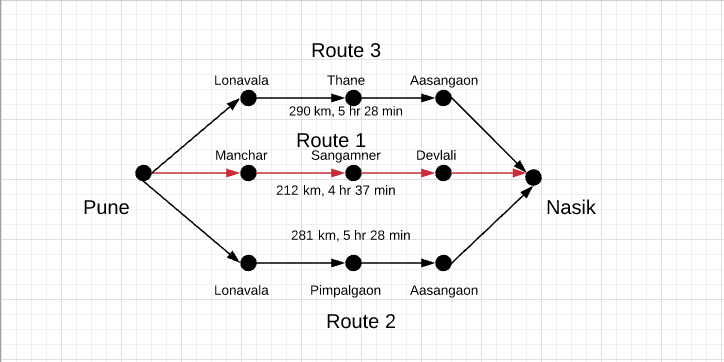 Route 3
Lonavala Thane Aasangaon
290 km, 5 hr 28 min
Route 1
Manchar Sangamner Devlali
212 km, 4 hr 37 min
Pune Nasik
281 km, 5 hr 28 min
Lonavala Pimpalgaon Aasangaon
Route 2